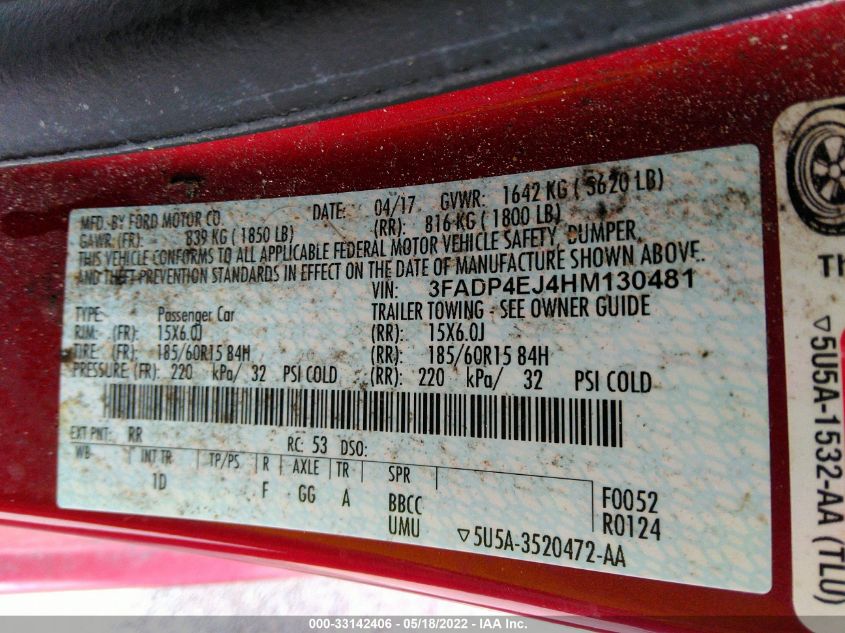 MFD. BY FORD MOTOR CO. DATE: 04/17 GVWR: 1642 KG ( 3620 LB)
GAWR: (FR): 839 KG ( 1850 LB) (RR): 816 KG ( 1800 LB)
THIS VEHICLE CONFORMS TO ALL APPLICABLE FEDERAL MOTOR VEHICLE SAFETY, BUMPER,
AND THEFT PREVENTION STANDARDS IN EFFECT ON THE DATE OF MANUFACTURE SHOWN ABOVE.
VIN: 3FADP4EJ4HM130481
TYPE: Passenger Car TRAILER TOWING - SEE OWNER GUIDE
RIM: (FR): 15X6.0J (RR): 15X6.0J
TIRE: (FR): 185/60R15 84H (RR): 185/60R15 84H
PRESSURE: (FR): 220 kPa/ 32 PSI COLD (RR): 220 kPa/ 32 PSI COLD
EXT PNT: RR RC: 53 DSO:
WB INT TR TP/PS R AXLE TR SPR
1D F GG A BBCC F0052
UMU R0124
▽5U5A-3520472-AA
Th
▽5U5A-1532-AA (TLU)
000-33142406 - 05/18/2022 - IAA Inc.